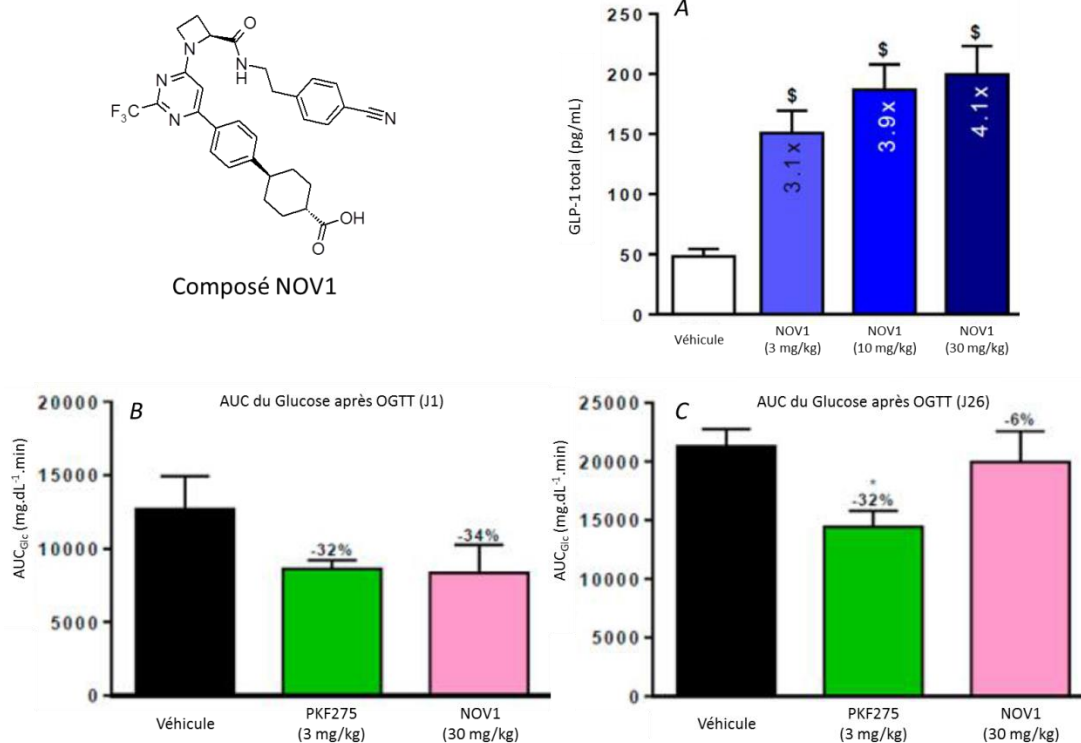 O
N
N
H
N
N
F3C
N
OH
O
Composé NOV1
A
GLP-1 total (pg/mL)
250
200
150
100
50
0
$
$
$
3.1x
3.9x
4.1x
Véhicule
NOV1
(3 mg/kg)
NOV1
(10 mg/kg)
NOV1
(30 mg/kg)
B
AUC du Glucose après OGTT (J1)
AUCGlc (mg.dL-1.min)
20000
15000
10000
5000
0
-32%
-34%
Véhicule
PKF275
(3 mg/kg)
NOV1
(30 mg/kg)
C
AUC du Glucose après OGTT (J26)
AUCGlc (mg.dL-1.min)
25000
20000
15000
10000
5000
0
*
-32%
-6%
Véhicule
PKF275
(3 mg/kg)
NOV1
(30 mg/kg)